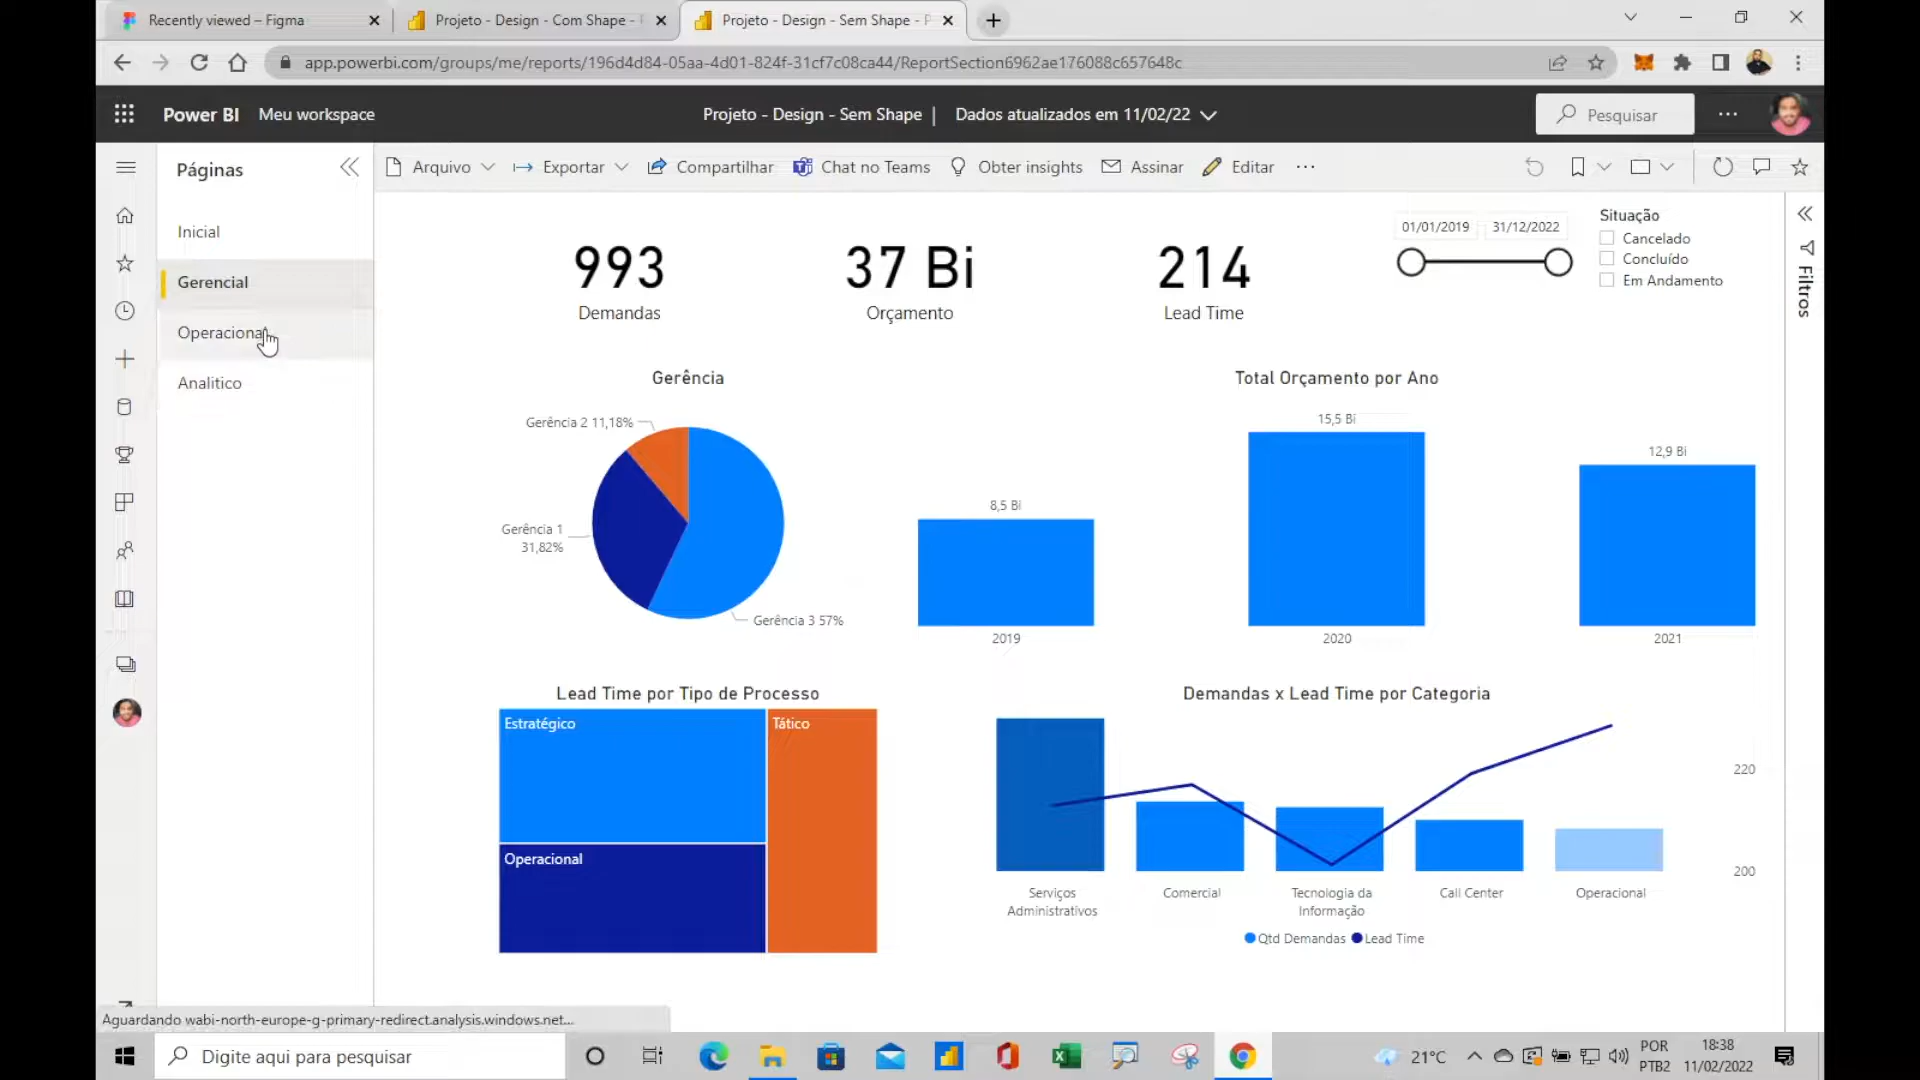 Recently viewed – Figma
Projeto - Design - Com Shape -
Projeto - Design - Sem Shape - P
app.powerbi.com/groups/me/reports/196d4d84-05aa-4d01-824f-31cf7c08ca44/ReportSection6962ae176088c657648c
Power BI Meu workspace
Projeto - Design - Sem Shape | Dados atualizados em 11/02/22
Pesquisar
Páginas
Arquivo
Exportar
Compartilhar
Chat no Teams
Obter insights
Assinar
Editar
Inicial
Gerencial
Operacional
Analitico
993
Demandas
37 Bi
Orçamento
214
Lead Time
01/01/2019
31/12/2022
Situação
Cancelado
Concluído
Em Andamento
Filtros
Gerência
Gerência 2 11,18%
Gerência 1
31,82%
Gerência 3 57%
Total Orçamento por Ano
8,5 Bi
15,5 Bi
12,9 Bi
2019
2020
2021
Lead Time por Tipo de Processo
Estratégico
Tático
Operacional
Demandas x Lead Time por Categoria
220
200
Serviços
Administrativos
Comercial
Tecnologia da
Informação
Call Center
Operacional
Qtd Demandas
Lead Time
Aguardando wabi-north-europe-g-primary-redirect.analysis.windows.net...
Digite aqui para pesquisar
21°C
POR
PTB2
18:38
11/02/2022